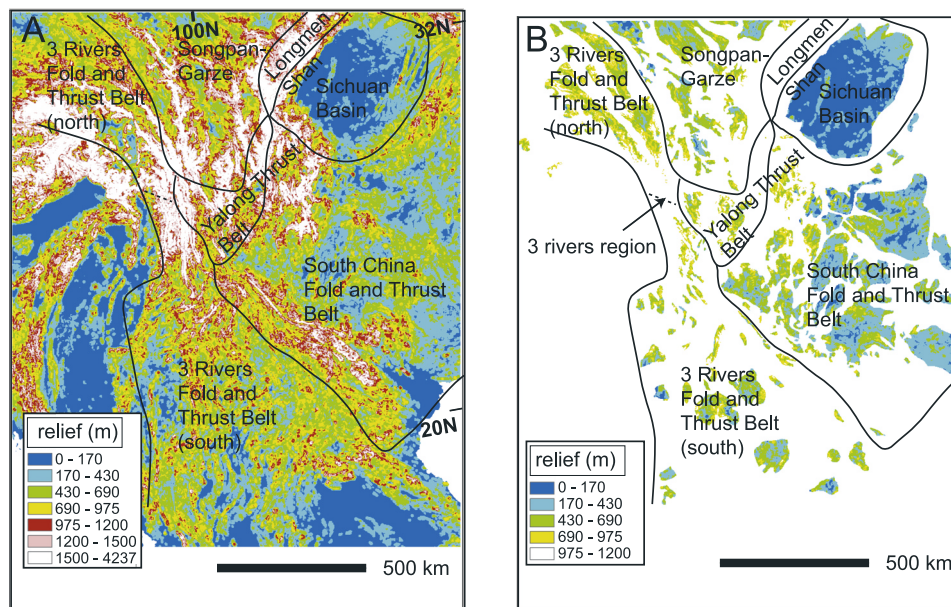 A
100N
32N
3 Rivers
Fold and
Thrust Belt
(north)
Songpan-
Garze
Longmen
Shan
Sichuan
Basin
Yalong Thrust
Belt
South China
Fold and Thrust
Belt
3 Rivers
Fold and
Thrust Belt
(south)
20N
relief (m)
0 - 170
170 - 430
430 - 690
690 - 975
975 - 1200
1200 - 1500
1500 - 4237
500 km
B
3 Rivers
Fold and
Thrust Belt
(north)
Songpan-
Garze
Longmen
Shan
Sichuan
Basin
3 rivers region
Yalong Thrust
Belt
South China
Fold and Thrust
Belt
3 Rivers
Fold and
Thrust Belt
(south)
relief (m)
0 - 170
170 - 430
430 - 690
690 - 975
975 - 1200
500 km